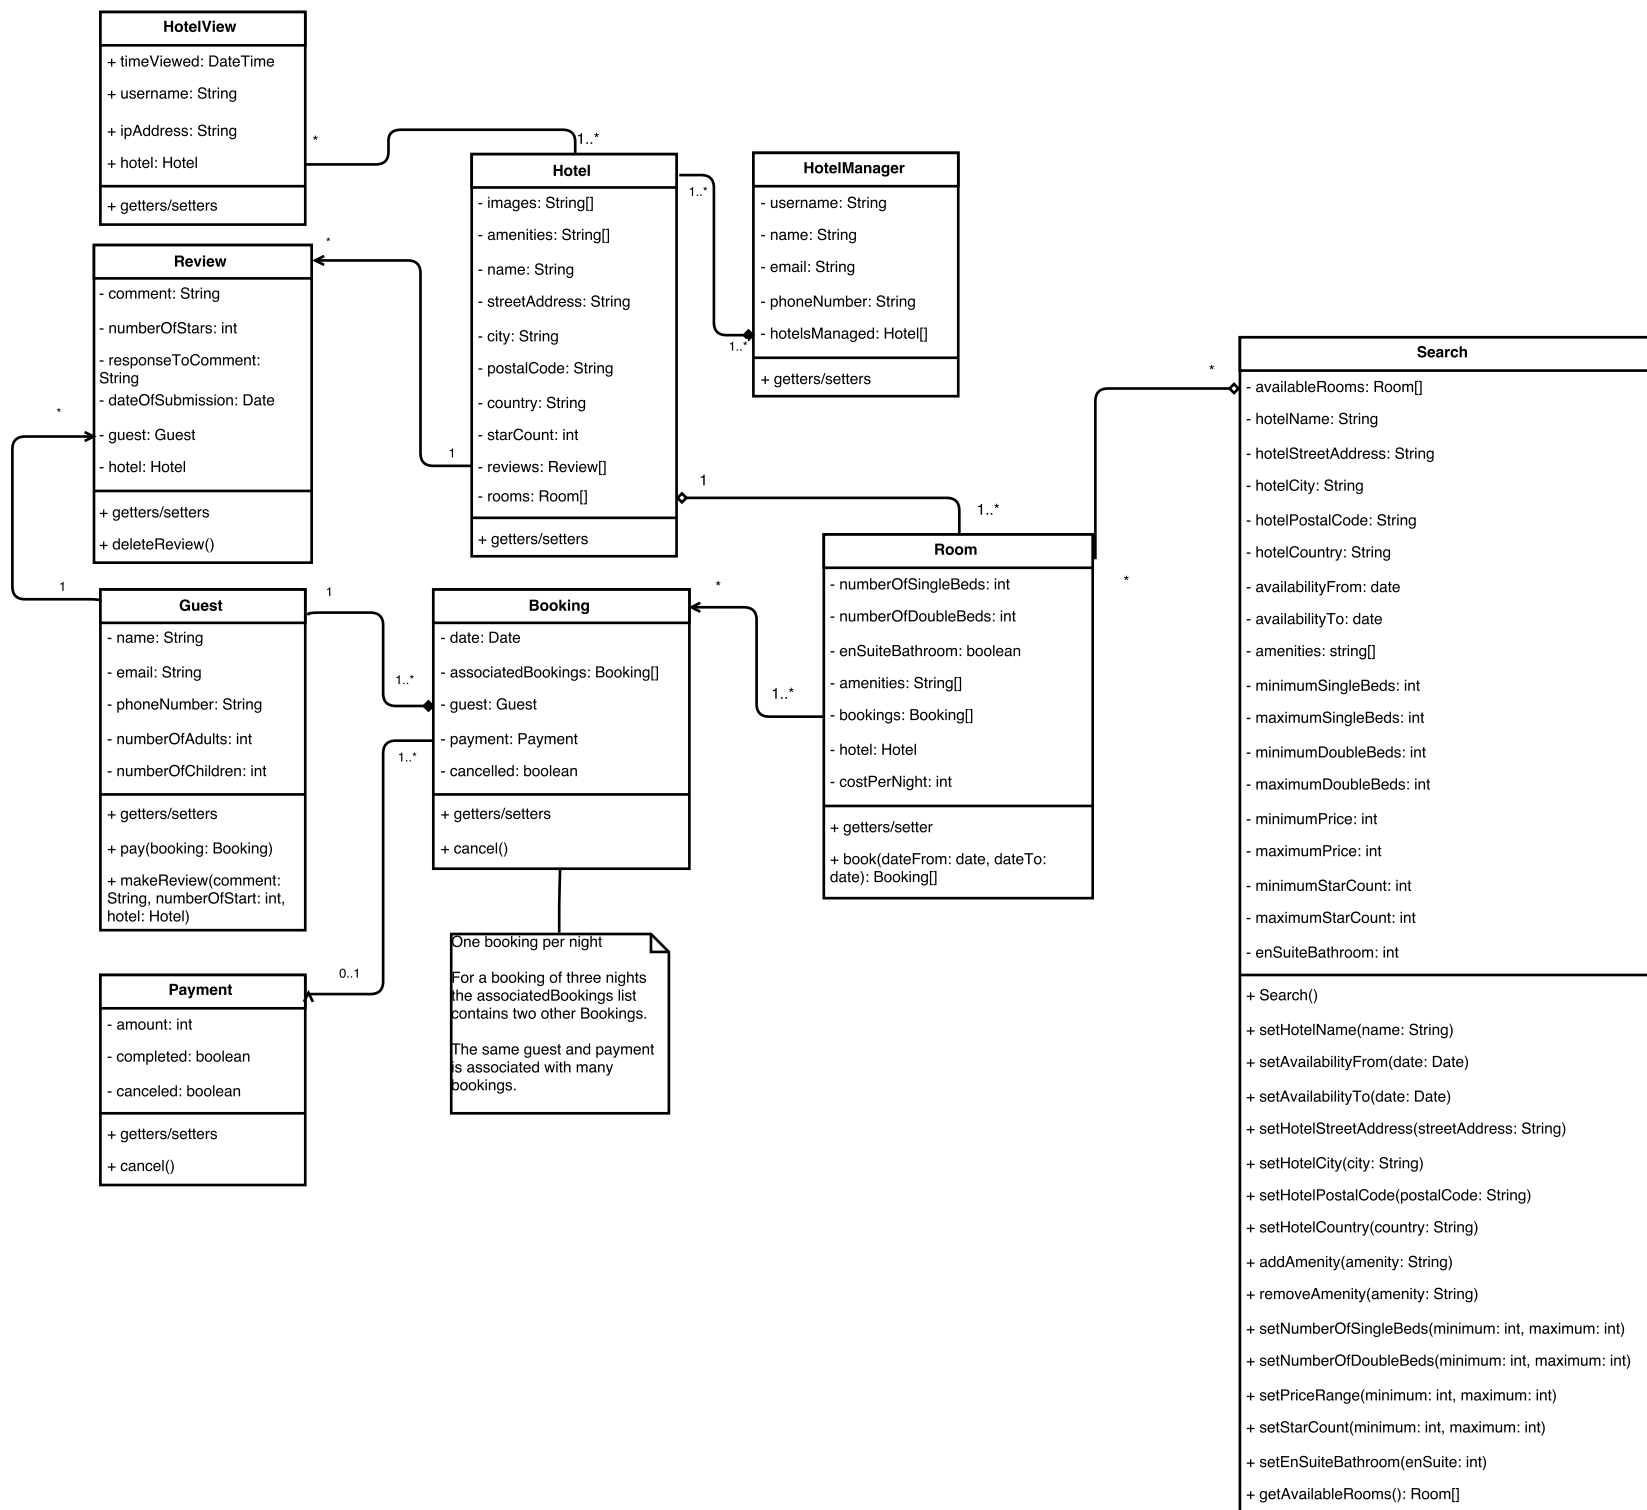 HotelView
+ timeViewed: DateTime
+ username: String
+ ipAddress: String
+ hotel: Hotel
+ getters/setters
*
1..*
Hotel
- images: String[]
- amenities: String[]
- name: String
- streetAddress: String
- city: String
- postalCode: String
- country: String
- starCount: int
- reviews: Review[]
- rooms: Room[]
+ getters/setters
1..*
1..*
HotelManager
- username: String
- name: String
- email: String
- phoneNumber: String
- hotelsManaged: Hotel[]
+ getters/setters
*
1
Review
- comment: String
- numberOfStars: int
- responseToComment:
String
- dateOfSubmission: Date
- guest: Guest
- hotel: Hotel
+ getters/setters
+ deleteReview()
*
1
1
1..*
Guest
- name: String
- email: String
- phoneNumber: String
- numberOfAdults: int
- numberOfChildren: int
+ getters/setters
+ pay(booking: Booking)
+ makeReview(comment:
String, numberOfStart: int,
hotel: Hotel)
1
1..*
Booking
- date: Date
- associatedBookings: Booking[]
- guest: Guest
- payment: Payment
- cancelled: boolean
+ getters/setters
+ cancel()
*
1..*
Room
- numberOfSingleBeds: int
- numberOfDoubleBeds: int
- enSuiteBathroom: boolean
- amenities: String[]
- bookings: Booking[]
- hotel: Hotel
- costPerNight: int
+ getters/setter
+ book(dateFrom: date, dateTo:
date): Booking[]
*
*
1..*
0..1
Payment
- amount: int
- completed: boolean
- canceled: boolean
+ getters/setters
+ cancel()
One booking per night
For a booking of three nights
the associatedBookings list
contains two other Bookings.
The same guest and payment
is associated with many
bookings.
Search
- availableRooms: Room[]
- hotelName: String
- hotelStreetAddress: String
- hotelCity: String
- hotelPostalCode: String
- hotelCountry: String
- availabilityFrom: date
- availabilityTo: date
- amenities: string[]
- minimumSingleBeds: int
- maximumSingleBeds: int
- minimumDoubleBeds: int
- maximumDoubleBeds: int
- minimumPrice: int
- maximumPrice: int
- minimumStarCount: int
- maximumStarCount: int
- enSuiteBathroom: int
+ Search()
+ setHotelName(name: String)
+ setAvailabilityFrom(date: Date)
+ setAvailabilityTo(date: Date)
+ setHotelStreetAddress(streetAddress: String)
+ setHotelCity(city: String)
+ setHotelPostalCode(postalCode: String)
+ setHotelCountry(country: String)
+ addAmenity(amenity: String)
+ removeAmenity(amenity: String)
+ setNumberOfSingleBeds(minimum: int, maximum: int)
+ setNumberOfDoubleBeds(minimum: int, maximum: int)
+ setPriceRange(minimum: int, maximum: int)
+ setStarCount(minimum: int, maximum: int)
+ setEnSuiteBathroom(enSuite: int)
+ getAvailableRooms(): Room[]